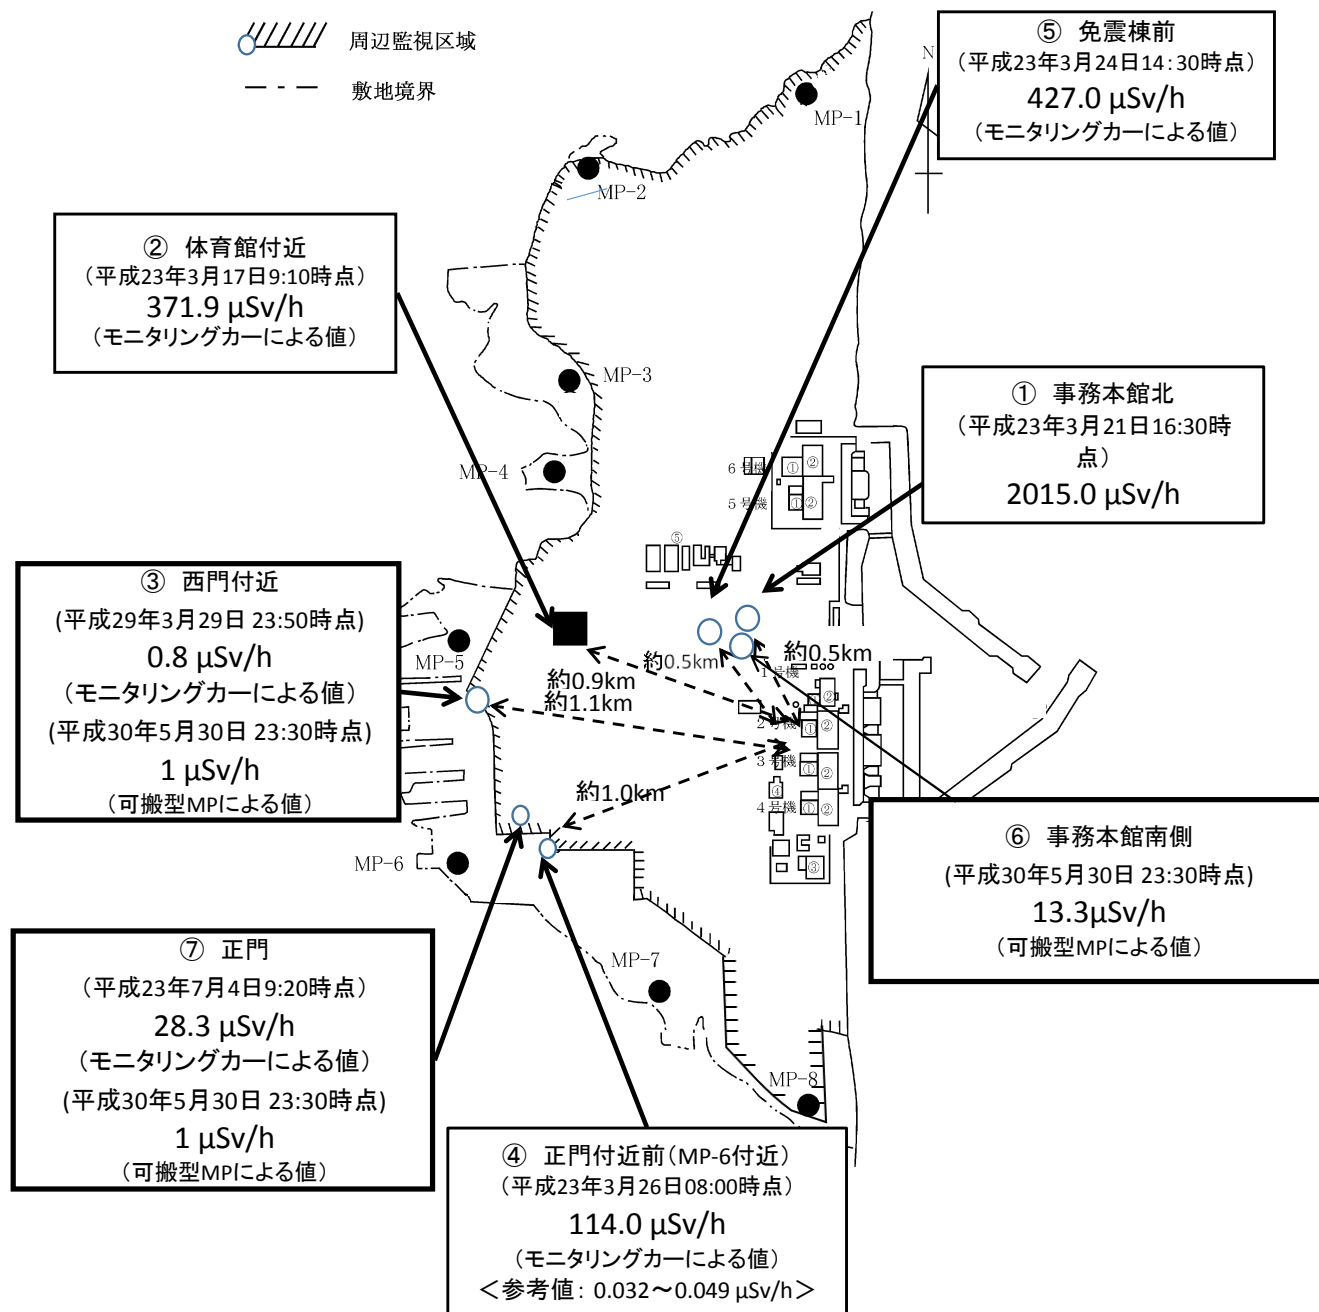 周辺監視区域
敷地境界
⑤ 免震棟前
(平成23年3月24日14:30時点)
427.0 μSv/h
(モニタリングカーによる値)
N
MP-1
MP-2
② 体育館付近
(平成23年3月17日9:10時点)
371.9 μSv/h
(モニタリングカーによる値)
MP-3
① 事務本館北
(平成23年3月21日16:30時
点)
2015.0 μSv/h
MP-4
6号機
①
②
5号機
①
②
⑤
③ 西門付近
(平成29年3月29日 23:50時点)
0.8 μSv/h
(モニタリングカーによる値)
(平成30年5月30日 23:30時点)
1 μSv/h
(可搬型MPによる値)
MP-5
約0.5km
約0.5km
約0.9km
約1.1km
1号機
②
2号機
①
②
3号機
①
②
約1.0km
④
4号機
①
②
③
MP-6
⑥ 事務本館南側
(平成30年5月30日 23:30時点)
13.3μSv/h
(可搬型MPによる値)
⑦ 正門
(平成23年7月4日9:20時点)
28.3 μSv/h
(モニタリングカーによる値)
(平成30年5月30日 23:30時点)
1 μSv/h
(可搬型MPによる値)
MP-7
MP-8
④ 正門付近前(MP-6付近)
(平成23年3月26日08:00時点)
114.0 μSv/h
(モニタリングカーによる値)
<参考値: 0.032～0.049 μSv/h>